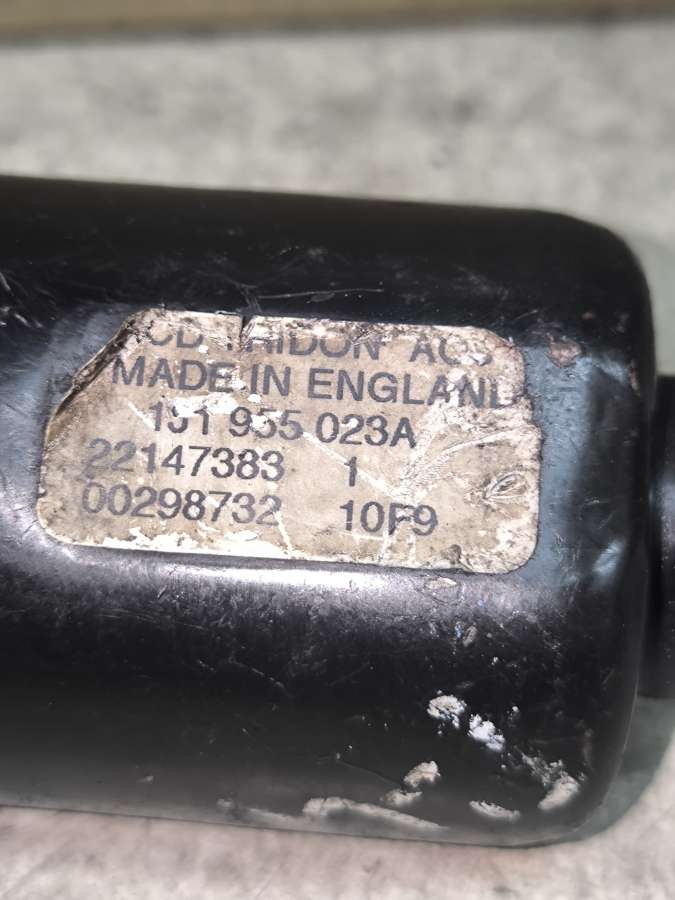 MADE IN ENGLAND
1J1 955 023A
22147383 1
00298732 10F9